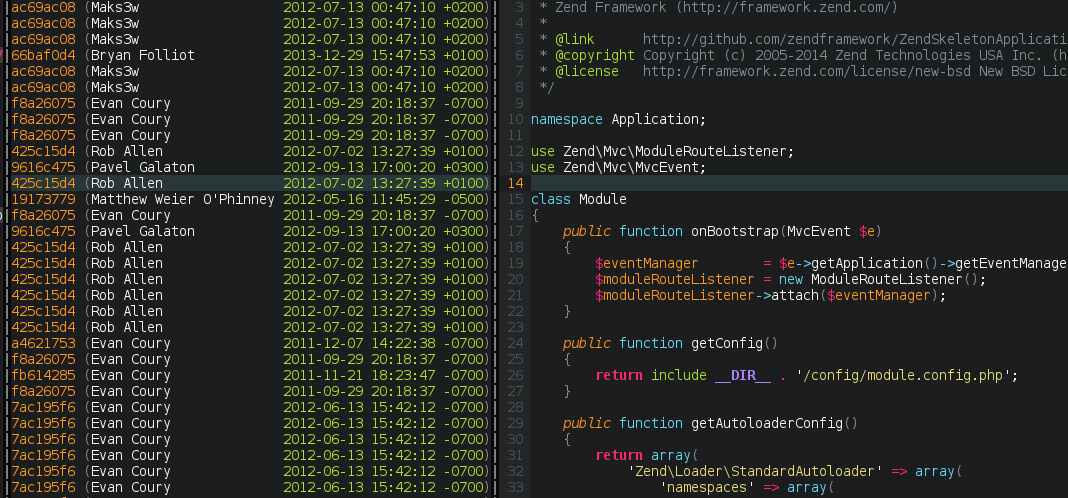 ac69ac08 (Maks3w 2012-07-13 00:47:10 +0200) 3 * Zend Framework (http://framework.zend.com/)
ac69ac08 (Maks3w 2012-07-13 00:47:10 +0200) 4 *
ac69ac08 (Maks3w 2012-07-13 00:47:10 +0200) 5 * @link http://github.com/zendframework/ZendSkeletonApplicati
66baf0d4 (Bryan Folliot 2013-12-29 15:47:53 +0100) 6 * @copyright Copyright (c) 2005-2014 Zend Technologies USA Inc. (h
ac69ac08 (Maks3w 2012-07-13 00:47:10 +0200) 7 * @license http://framework.zend.com/license/new-bsd New BSD Lic
ac69ac08 (Maks3w 2012-07-13 00:47:10 +0200) 8 */
f8a26075 (Evan Coury 2011-09-29 20:18:37 -0700) 9
f8a26075 (Evan Coury 2011-09-29 20:18:37 -0700) 10 namespace Application;
f8a26075 (Evan Coury 2011-09-29 20:18:37 -0700) 11
425c15d4 (Rob Allen 2012-07-02 13:27:39 +0100) 12 use Zend\Mvc\ModuleRouteListener;
9616c475 (Pavel Galaton 2012-09-13 17:00:20 +0300) 13 use Zend\Mvc\MvcEvent;
425c15d4 (Rob Allen 2012-07-02 13:27:39 +0100) 14
19173779 (Matthew Weier O'Phinney 2012-05-16 11:45:29 -0500) 15 class Module
f8a26075 (Evan Coury 2011-09-29 20:18:37 -0700) 16 {
9616c475 (Pavel Galaton 2012-09-13 17:00:20 +0300) 17 public function onBootstrap(MvcEvent $e)
425c15d4 (Rob Allen 2012-07-02 13:27:39 +0100) 18 {
425c15d4 (Rob Allen 2012-07-02 13:27:39 +0100) 19 $eventManager = $e->getApplication()->getEventManage
425c15d4 (Rob Allen 2012-07-02 13:27:39 +0100) 20 $moduleRouteListener = new ModuleRouteListener();
425c15d4 (Rob Allen 2012-07-02 13:27:39 +0100) 21 $moduleRouteListener->attach($eventManager);
425c15d4 (Rob Allen 2012-07-02 13:27:39 +0100) 22 }
425c15d4 (Rob Allen 2012-07-02 13:27:39 +0100) 23
a4621753 (Evan Coury 2011-12-07 14:22:38 -0700) 24 public function getConfig()
f8a26075 (Evan Coury 2011-09-29 20:18:37 -0700) 25 {
fb614285 (Evan Coury 2011-11-21 18:23:47 -0700) 26 return include __DIR__ . '/config/module.config.php';
f8a26075 (Evan Coury 2011-09-29 20:18:37 -0700) 27 }
7ac195f6 (Evan Coury 2012-06-13 15:42:12 -0700) 28
7ac195f6 (Evan Coury 2012-06-13 15:42:12 -0700) 29 public function getAutoloaderConfig()
7ac195f6 (Evan Coury 2012-06-13 15:42:12 -0700) 30 {
7ac195f6 (Evan Coury 2012-06-13 15:42:12 -0700) 31 return array(
7ac195f6 (Evan Coury 2012-06-13 15:42:12 -0700) 32 'Zend\Loader\StandardAutoloader' => array(
7ac195f6 (Evan Coury 2012-06-13 15:42:12 -0700) 33 'namespaces' => array(